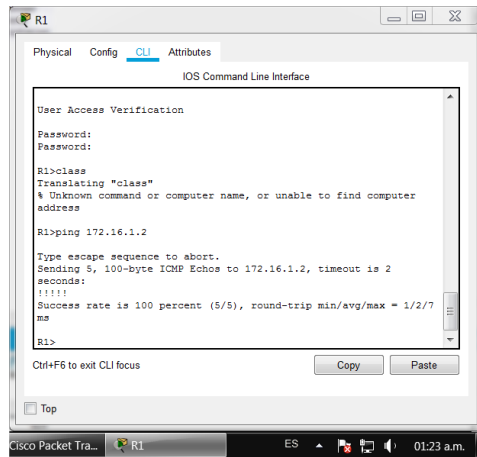 R1
Physical Config CLI Attributes
IOS Command Line Interface
User Access Verification
Password:
Password:
R1>class
Translating "class"
% Unknown command or computer name, or unable to find computer
address
R1>ping 172.16.1.2
Type escape sequence to abort.
Sending 5, 100-byte ICMP Echos to 172.16.1.2, timeout is 2
seconds:
!!!!!
Success rate is 100 percent (5/5), round-trip min/avg/max = 1/2/7
ms
R1>
Ctrl+F6 to exit CLI focus
Copy Paste
Top
Cisco Packet Tra... R1 ES 01:23 a.m.